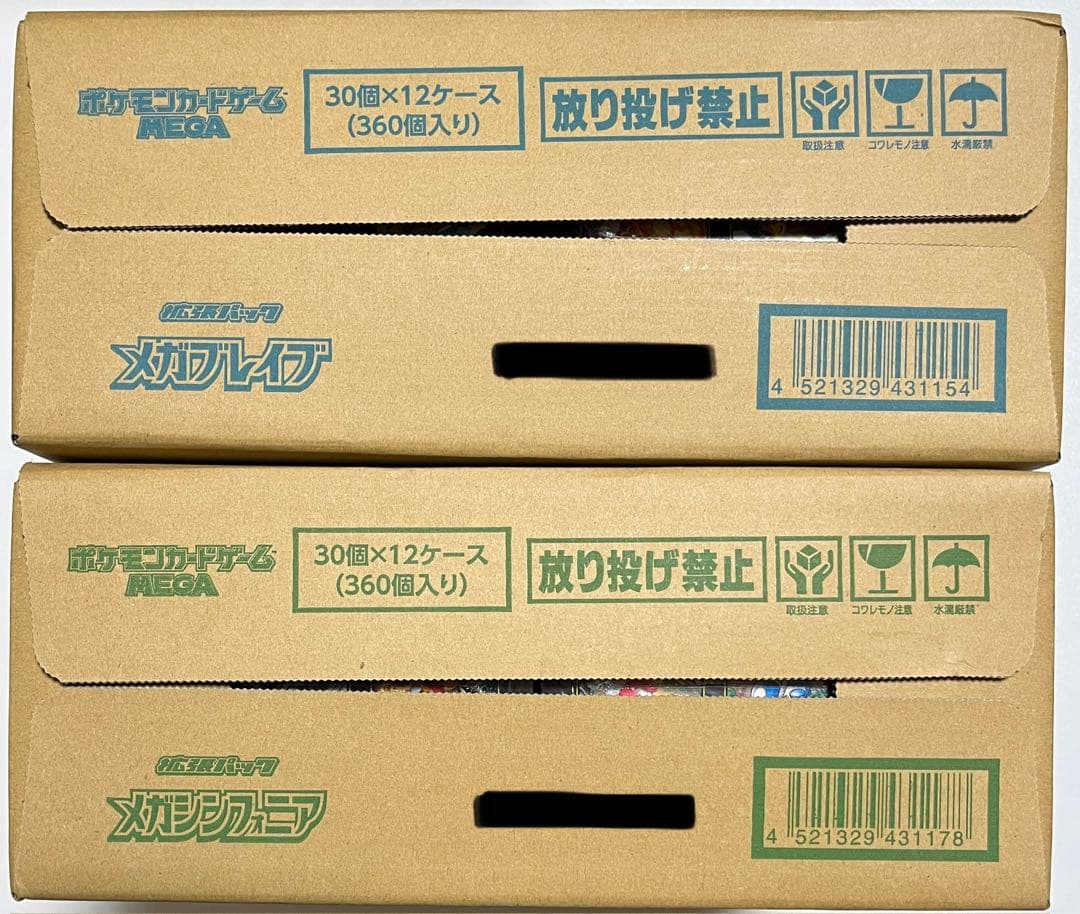 ポケモンカードゲーム
MEGA
30個×12ケース
(360個入り)
放り投げ禁止
取扱注意
コワレモノ注意
水濡厳禁
拡張パック
メガブレイブ
4 521329 431154
ポケモンカードゲーム
MEGA
30個×12ケース
(360個入り)
放り投げ禁止
取扱注意
コワレモノ注意
水濡厳禁
拡張パック
メガシンフォニア
4 521329 431178